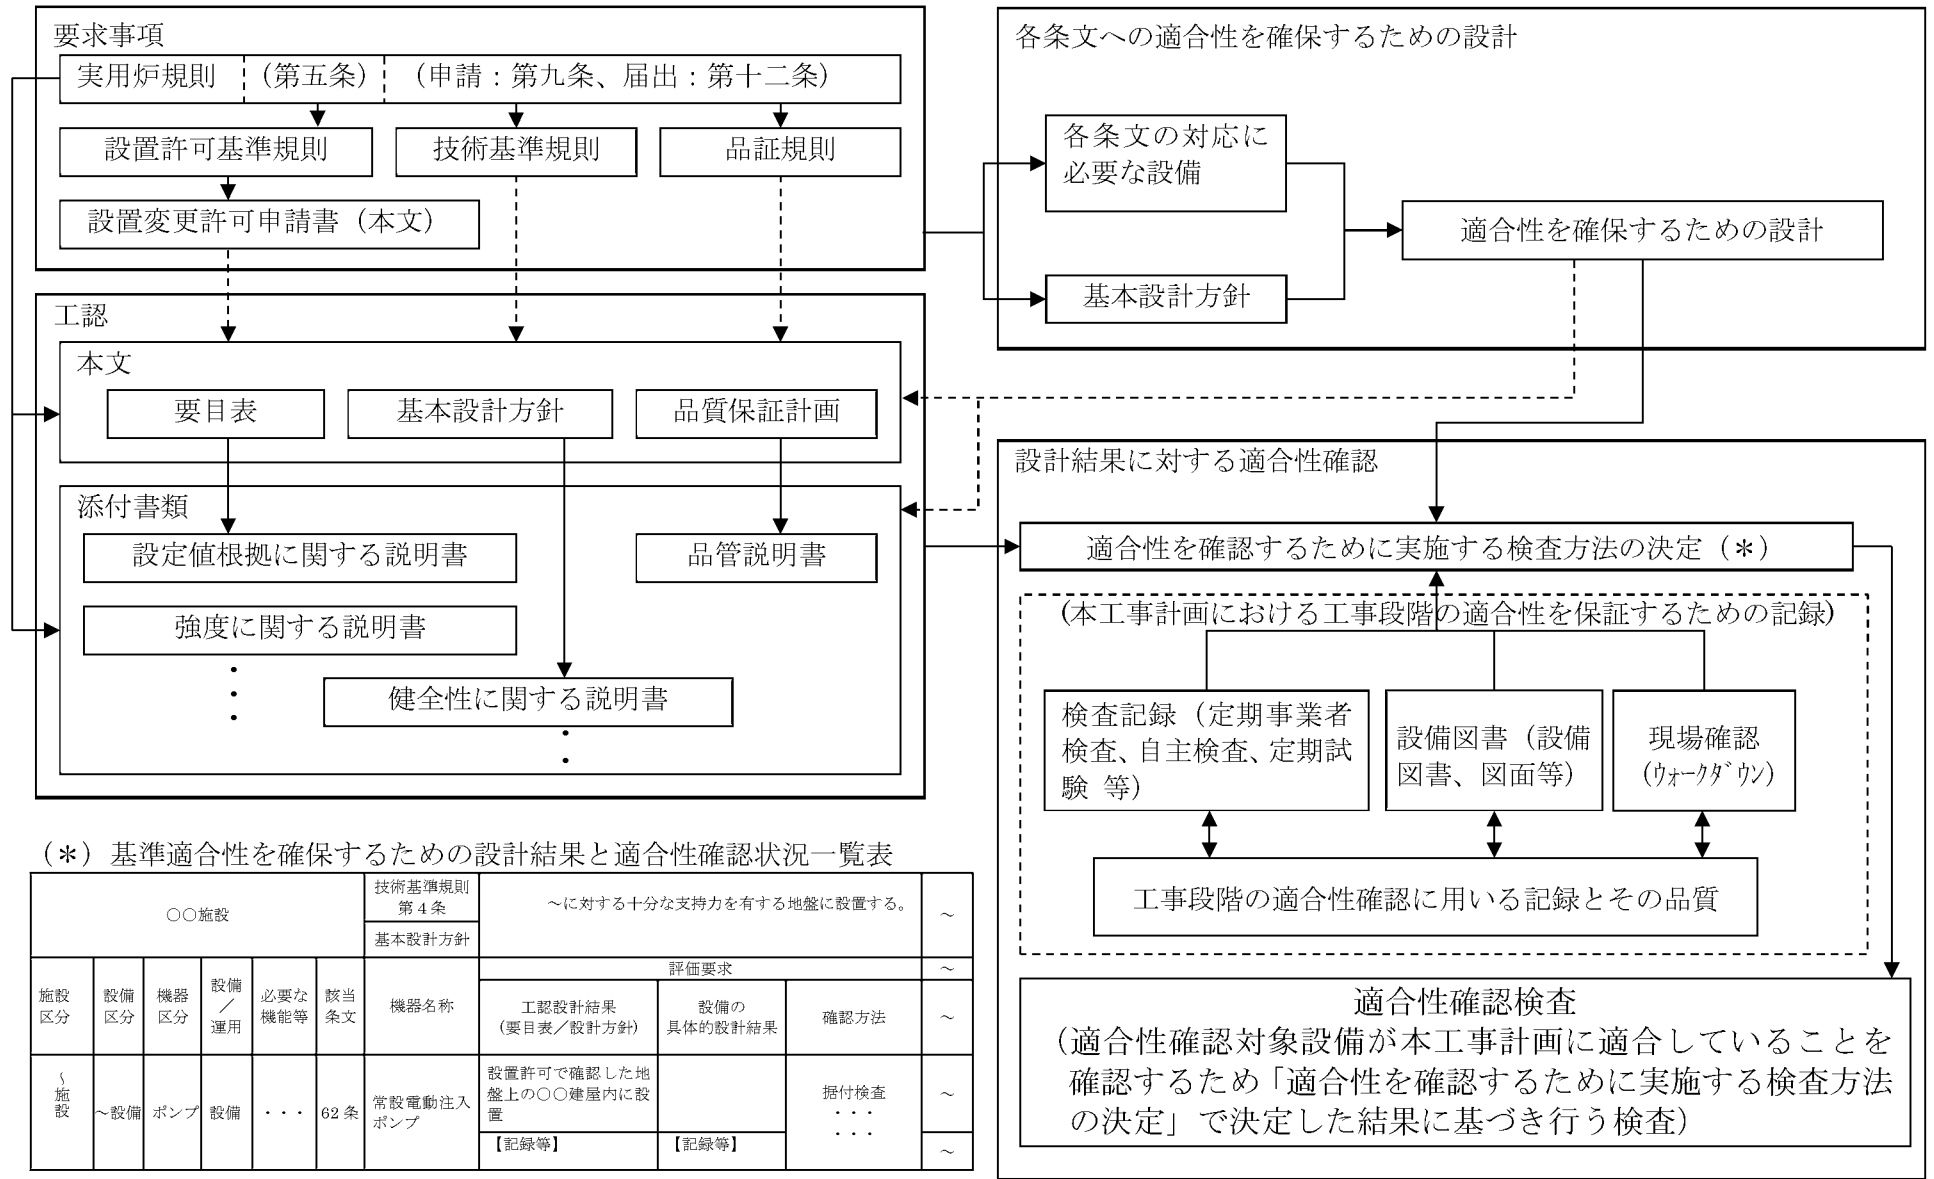 要求事項
実用炉規則 (第五条) (申請：第九条、届出：第十二条)
設置許可基準規則
技術基準規則
品証規則
設置変更許可申請書（本文）
工認
本文
要目表
基本設計方針
品質保証計画
添付書類
設定値根拠に関する説明書
品管説明書
強度に関する説明書
・
・
・
健全性に関する説明書
・
・
各条文への適合性を確保するための設計
各条文の対応に
必要な設備
基本設計方針
適合性を確保するための設計
設計結果に対する適合性確認
適合性を確認するために実施する検査方法の決定（＊）
(本工事計画における工事段階の適合性を保証するための記録)
検査記録（定期事業者
検査、自主検査、定期試
験 等）
設備図書（設備
図書、図面等）
現場確認
(ｳｫｰｸﾀﾞｳﾝ)
工事段階の適合性確認に用いる記録とその品質
適合性確認検査
（適合性確認対象設備が本工事計画に適合していることを
確認するため「適合性を確認するために実施する検査方法
の決定」で決定した結果に基づき行う検査）
（＊）基準適合性を確保するための設計結果と適合性確認状況一覧表
○○施設
技術基準規則
第４条
基本設計方針
～に対する十分な支持力を有する地盤に設置する。
～
施設
区分
設備
区分
機器
区分
設備
／
運用
必要な
機能等
該当
条文
機器名称
評価要求
～
工認設計結果
(要目表／設計方針)
設備の
具体的設計結果
確認方法
～
～施設
～設備
ポンプ
設備
・・・
62 条
常設電動注入
ポンプ
設置許可で確認した地
盤上の○○建屋内に設
置
【記録等】
【記録等】
据付検査
・・・
・・・
～
～